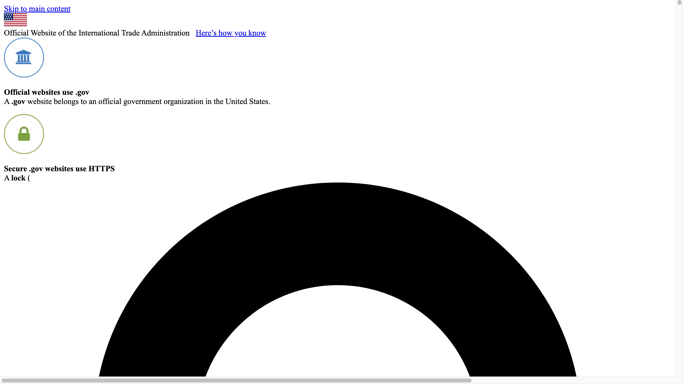 Skip to main content
Official Website of the International Trade Administration Here's how you know
Official websites use .gov
A .gov website belongs to an official government organization in the United States.
Secure .gov websites use HTTPS
A lock (